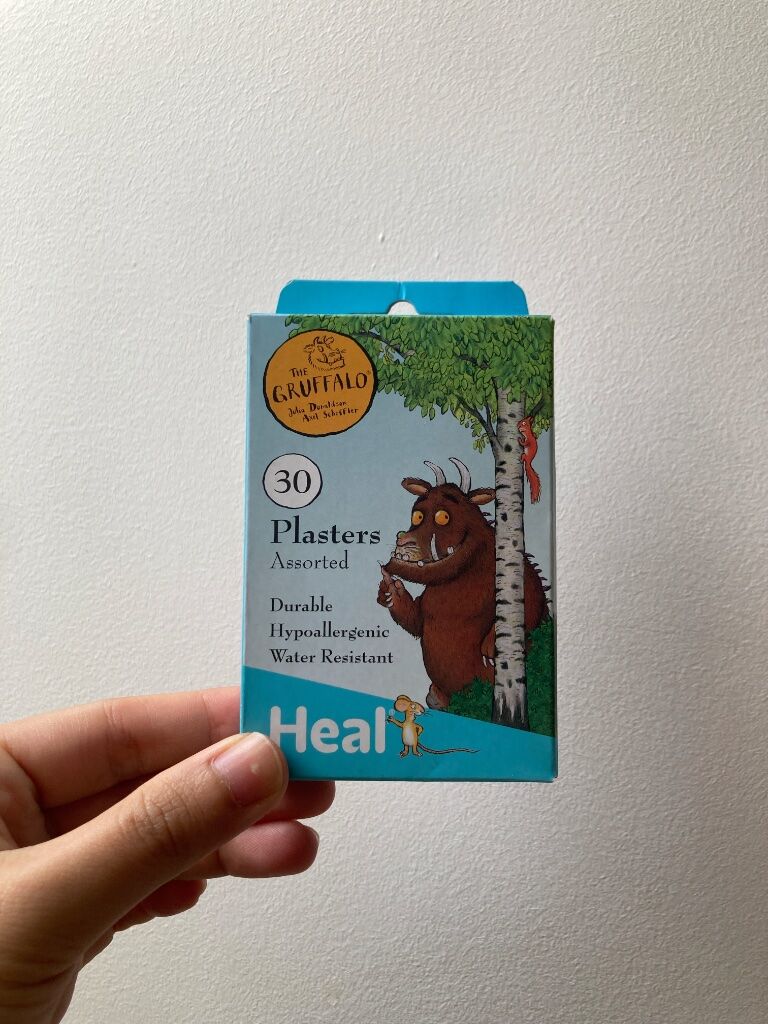 THE
GRUFFALO®
Julia Donaldson
Axel Scheffler
30
Plasters
Assorted
Durable
Hypoallergenic
Water Resistant
Heal®